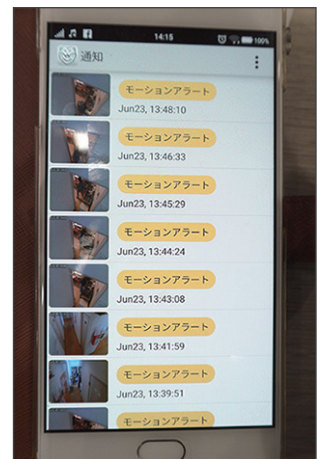 14:15
100%
通知
モーションアラート
Jun23, 13:48:10
モーションアラート
Jun23, 13:46:33
モーションアラート
Jun23, 13:45:29
モーションアラート
Jun23, 13:44:24
モーションアラート
Jun23, 13:43:08
モーションアラート
Jun23, 13:41:59
モーションアラート
Jun23, 13:39:51
モーションアラート